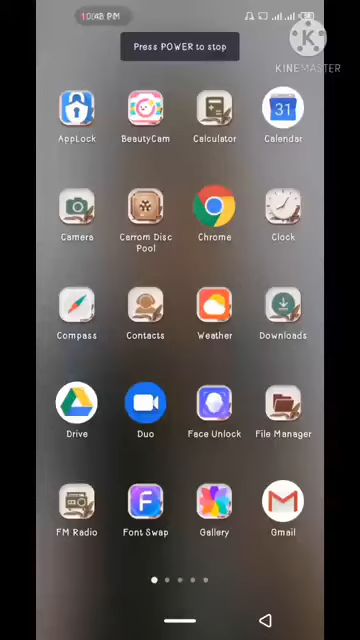 10:48 PM
Press POWER to stop
KINEMASTER
AppLock
BeautyCam
Calculator
31
Calendar
Camera
Carrom Disc
Pool
Chrome
Clock
Compass
Contacts
Weather
Downloads
Drive
Duo
Face Unlock
File Manager
FM Radio
Font Swap
Gallery
Gmail